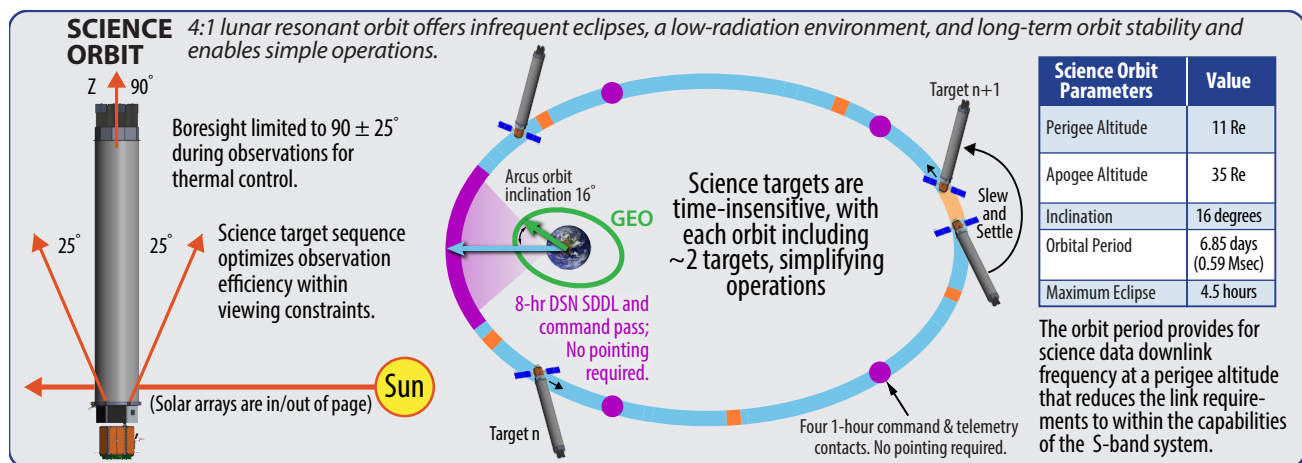 SCIENCE
ORBIT
4:1 lunar resonant orbit offers infrequent eclipses, a low-radiation environment, and long-term orbit stability and
enables simple operations.
Z 90°
Boresight limited to 90 ± 25°
during observations for
thermal control.
25°
25°
Science target sequence
optimizes observation
efficiency within
viewing constraints.
Sun
(Solar arrays are in/out of page)
Arcus orbit
inclination 16°
GEO
8-hr DSN SDDL and
command pass;
No pointing
required.
Target n
Science targets are
time-insensitive, with
each orbit including
~2 targets, simplifying
operations
Target n+1
Slew
and
Settle
Four 1-hour command & telemetry
contacts. No pointing required.
Science Orbit
Parameters
Value
Perigee Altitude
11 Re
Apogee Altitude
35 Re
Inclination
16 degrees
Orbital Period
6.85 days
(0.59 Msec)
Maximum Eclipse
4.5 hours
The orbit period provides for
science data downlink
frequency at a perigee altitude
that reduces the link require-
ments to within the capabilities
of the S-band system.